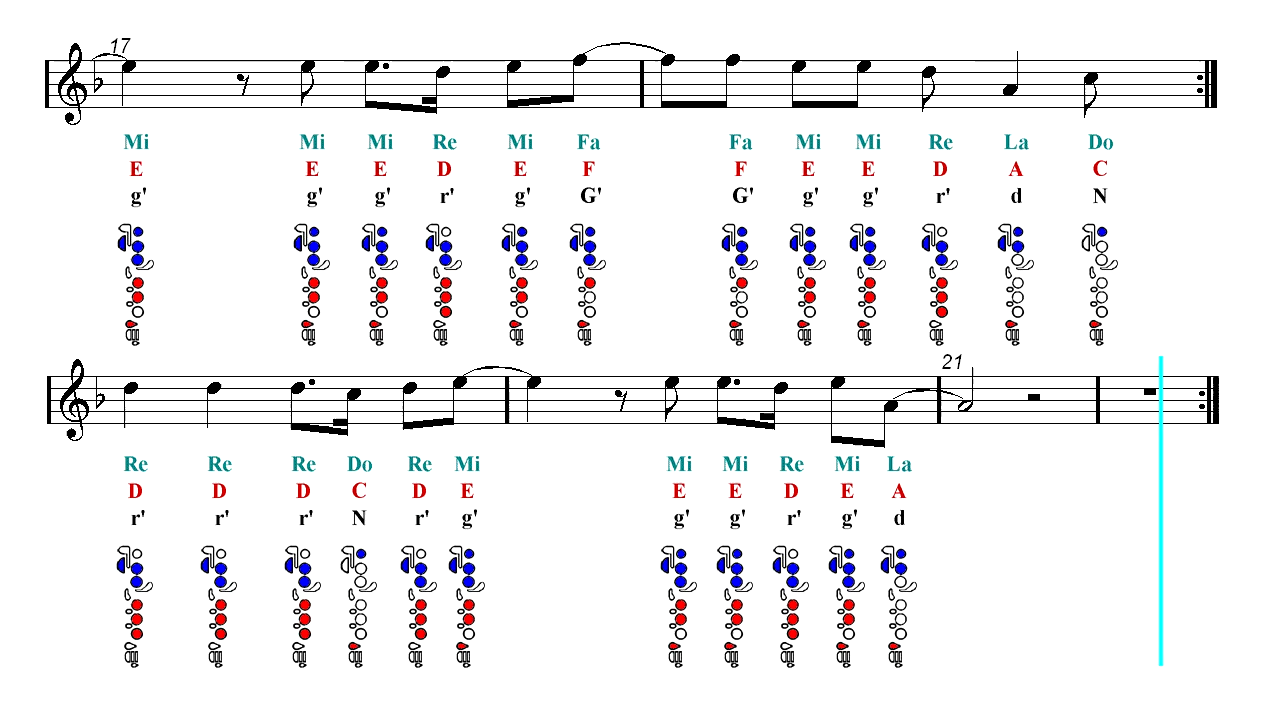 17
Mi Mi Mi Re Mi Fa Fa Mi Mi Re La Do
E E E D E F F E E D A C
g' g' g' r' g' G' G' g' g' r' d N
21
Re Re Re Do Re Mi Mi Mi Re Mi La
D D D C D E E E D E A
r' r' r' N r' g' g' g' r' g' d